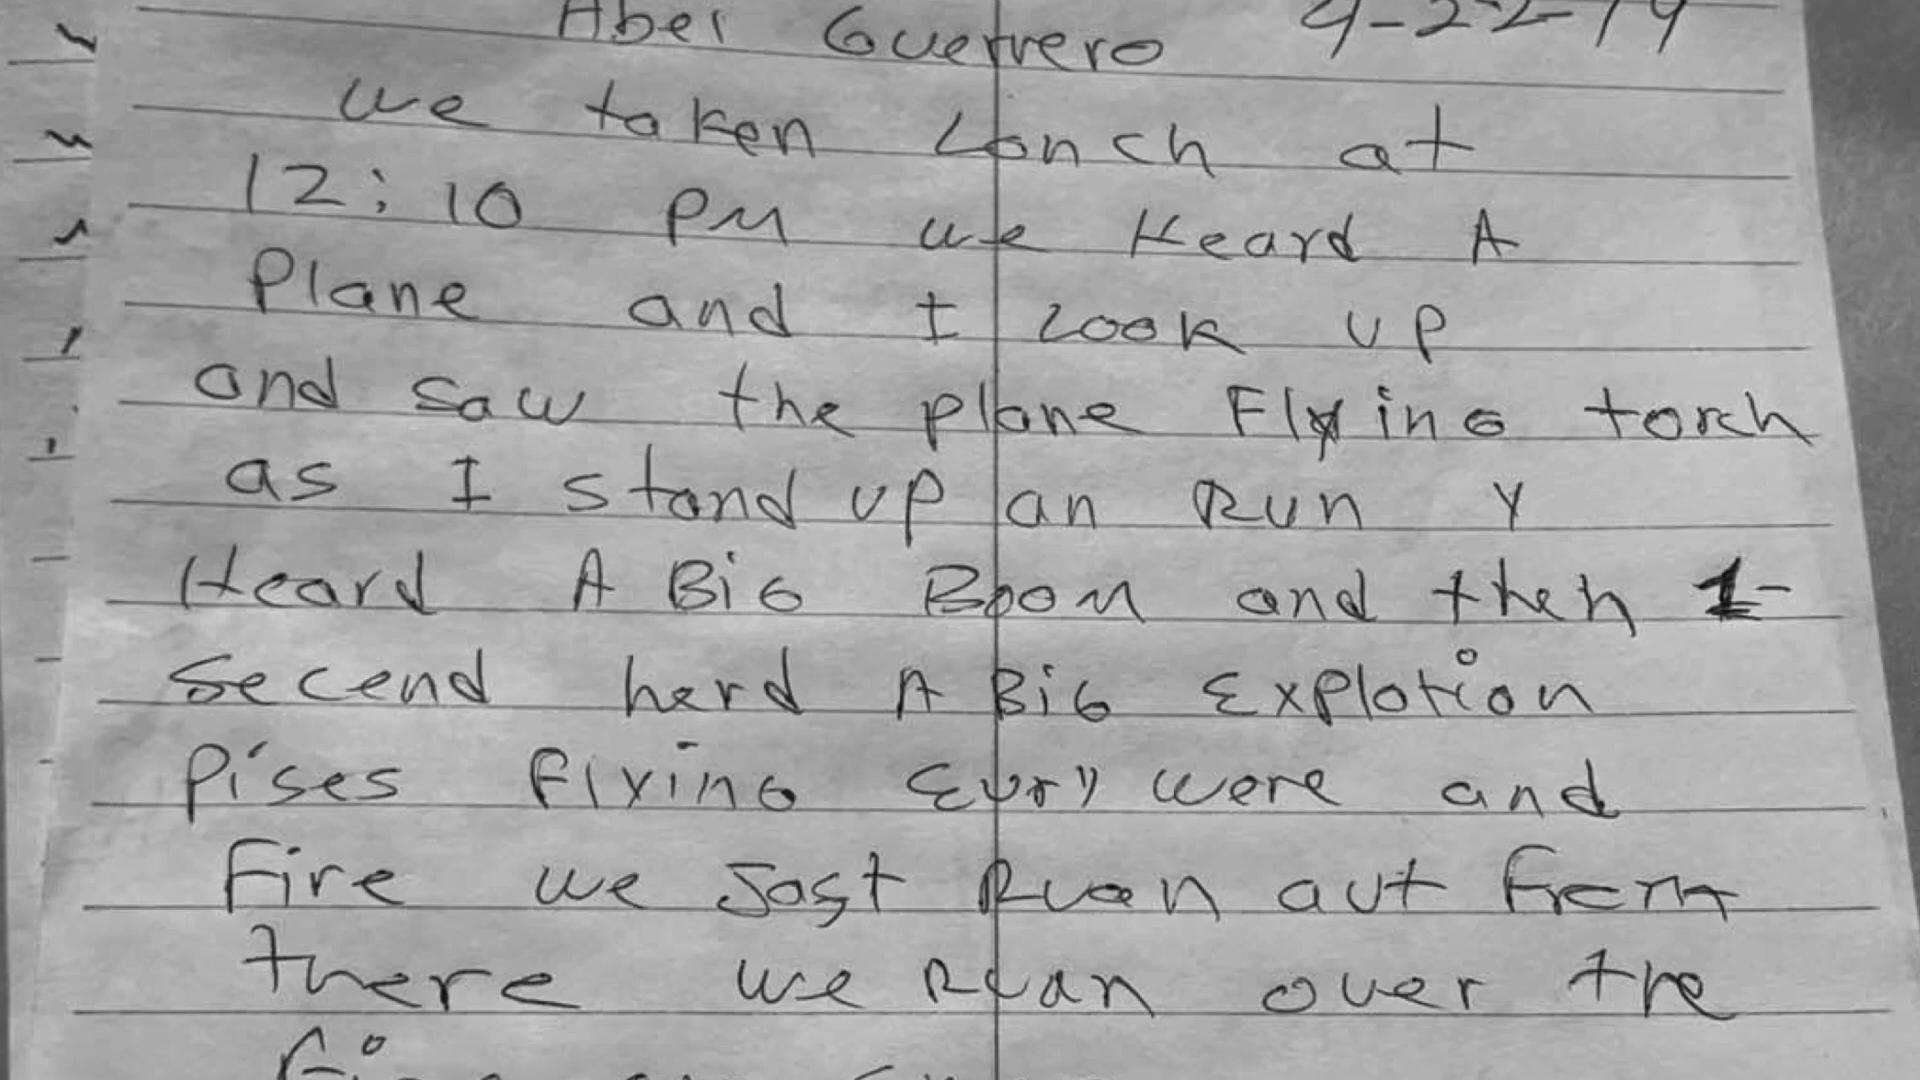 Abel Guerrero 4-22-19
we taken Lonch at
12:10 PM we Heard A
Plane and I Look up
and saw the plane Flying torch
as I stand up an Run Y
Heard A BiG Boom and then 1-
Secend herd A BiG Explotion
Pises Flying Evry were and
Fire we Jost Ruan aut Frem
there we Ruan over the